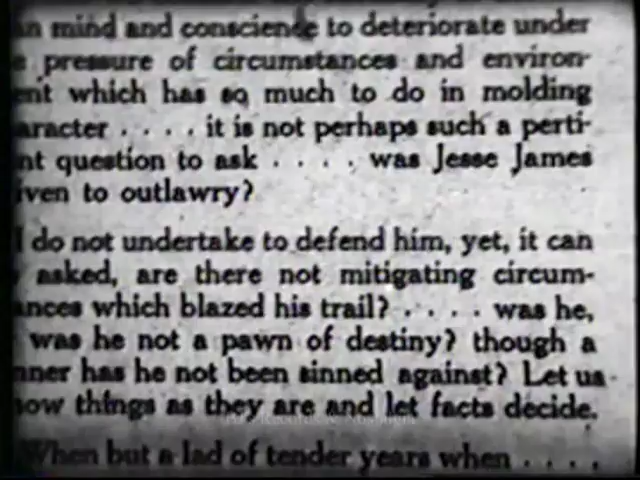 n mind and conscience to deteriorate under
e pressure of circumstances and environ-
ent which has so much to do in molding
aracter . . . . it is not perhaps such a perti-
nt question to ask . . . . was Jesse James
iven to outlawry?
I do not undertake to defend him, yet, it can
asked, are there not mitigating circum-
ances which blazed his trail? . . . . was he,
was he not a pawn of destiny? though a
nner has he not been sinned against? Let us
ow things as they are and let facts decide.
When but a lad of tender years when . . . .